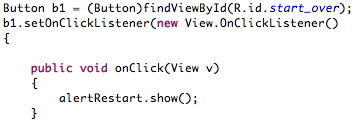 Button b1 = (Button)findViewById(R.id.start_over);
b1.setOnClickListener(new View.OnClickListener()
{
    public void onClick(View v)
    {
        alertRestart.show();
    }